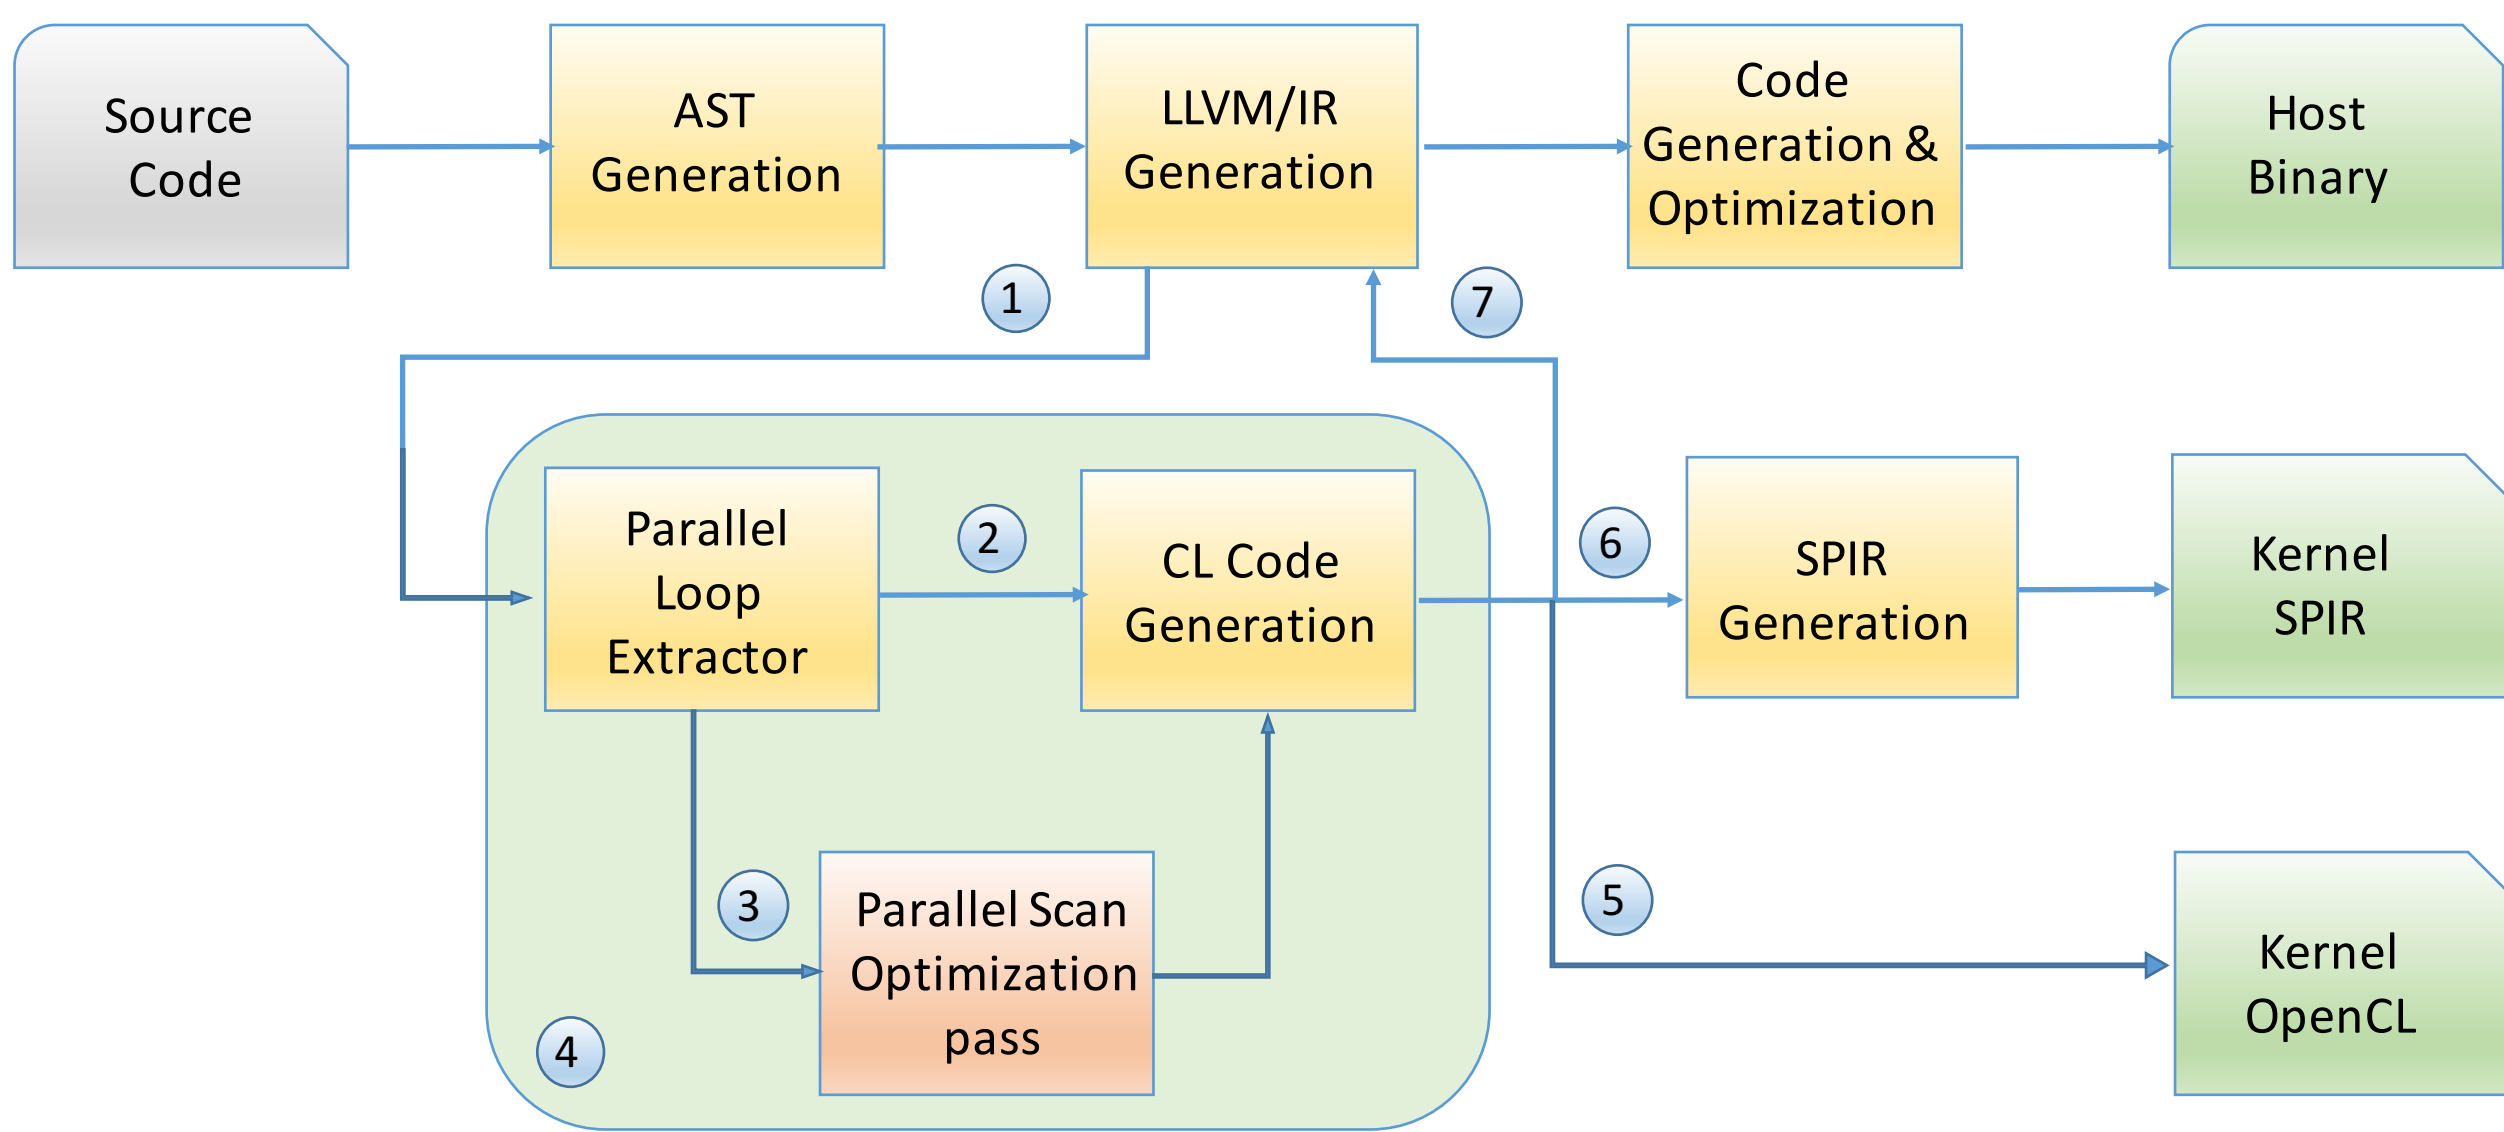 Source
Code
AST
Generation
LLVM/IR
Generation
Code
Generation &
Optimization
Host
Binary
1
7
Parallel
Loop
Extractor
2
CL Code
Generation
6
SPIR
Generation
Kernel
SPIR
3
Parallel Scan
Optimization
pass
4
5
Kernel
OpenCL